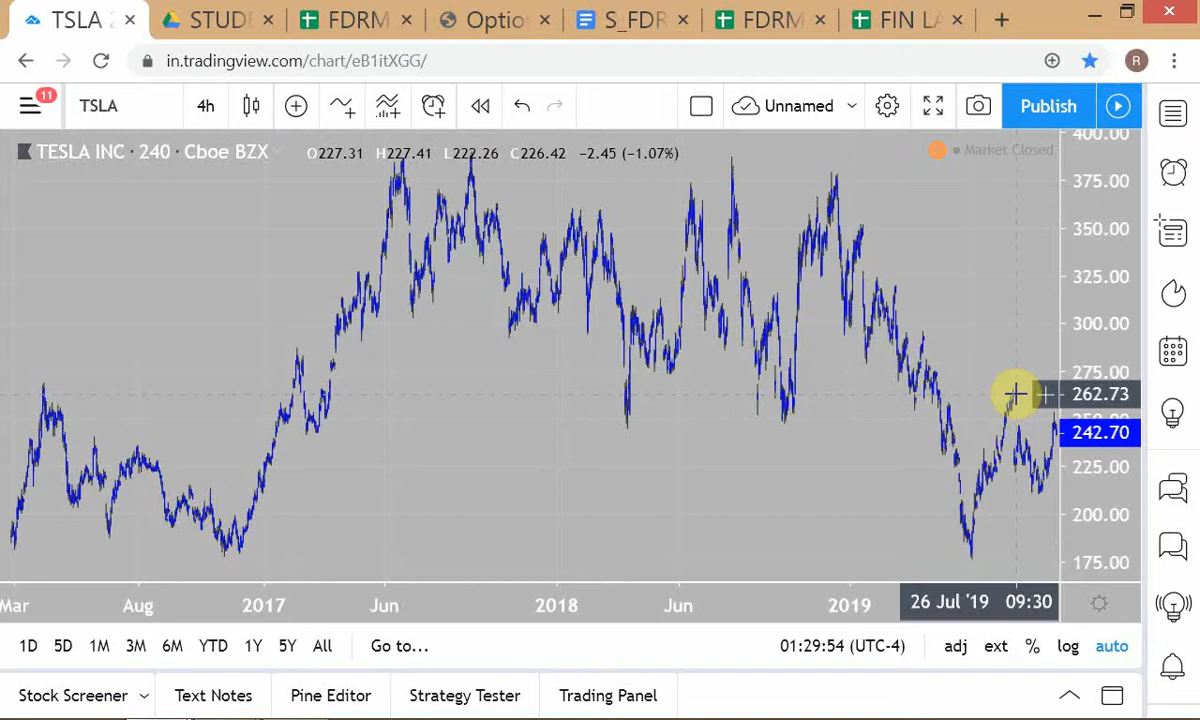 TSLA 2
STUD
FDRM
Optio
S_FDR
FDRM
FIN LA
in.tradingview.com/chart/eB1itXGG/
R
11
TSLA
4h
Unnamed
Publish
TESLA INC · 240 · Cboe BZX O227.31 H227.41 L222.26 C226.42 −2.45 (−1.07%)
Market Closed
400.00
375.00
350.00
325.00
300.00
275.00
262.73
250.00
242.70
225.00
200.00
175.00
Mar Aug 2017 Jun 2018 Jun 2019 26 Jul '19 09:30
1D 5D 1M 3M 6M YTD 1Y 5Y All Go to... 01:29:54 (UTC-4) adj ext % log auto
Stock Screener Text Notes Pine Editor Strategy Tester Trading Panel